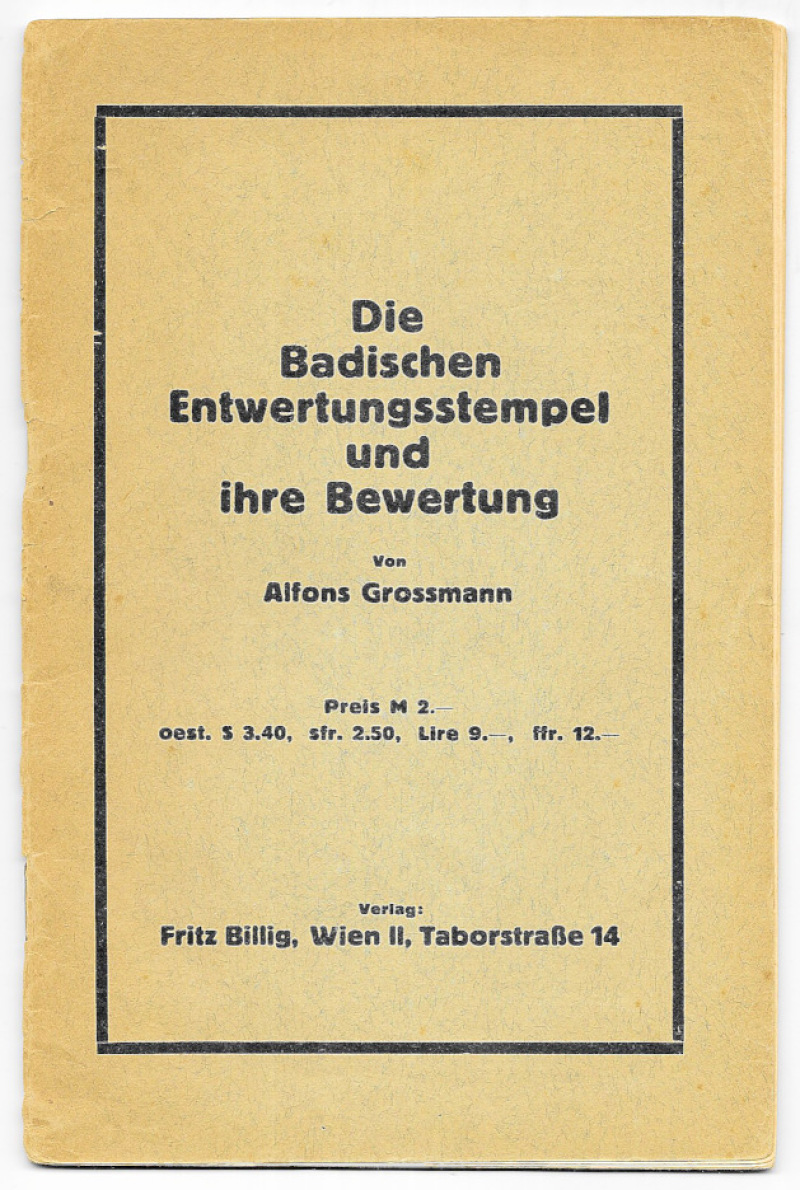 Die
Badischen
Entwertungsstempel
und
ihre Bewertung
Von
Alfons Grossmann
Preis M 2.—
oest. S 3.40, sfr. 2.50, Lire 9.—, ffr. 12.—
Verlag:
Fritz Billig, Wien II, Taborstraße 14